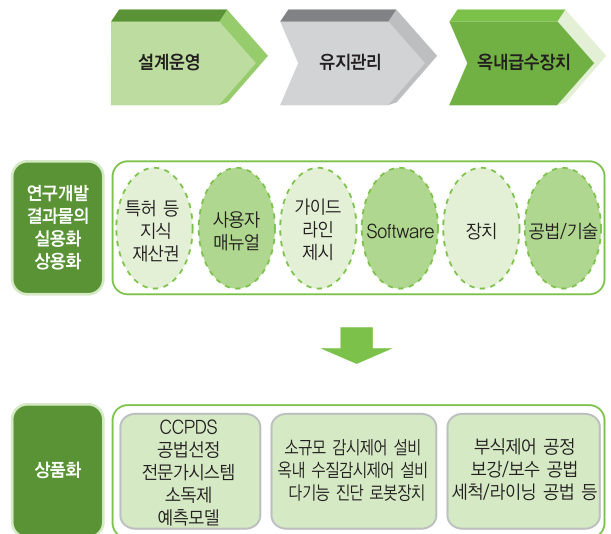 설계운영
유지관리
옥내급수장치
연구개발
결과물의
실용화
상용화
특허 등
지식
재산권
사용자
매뉴얼
가이드
라인
제시
Software
장치
공법/기술
상품화
CCPDS
공법선정
전문가시스템
소독제
예측모델
소규모 감시제어 설비
옥내 수질감시제어 설비
다기능 진단 로봇장치
부식제어 공정
보강/보수 공법
세척/라이닝 공법 등